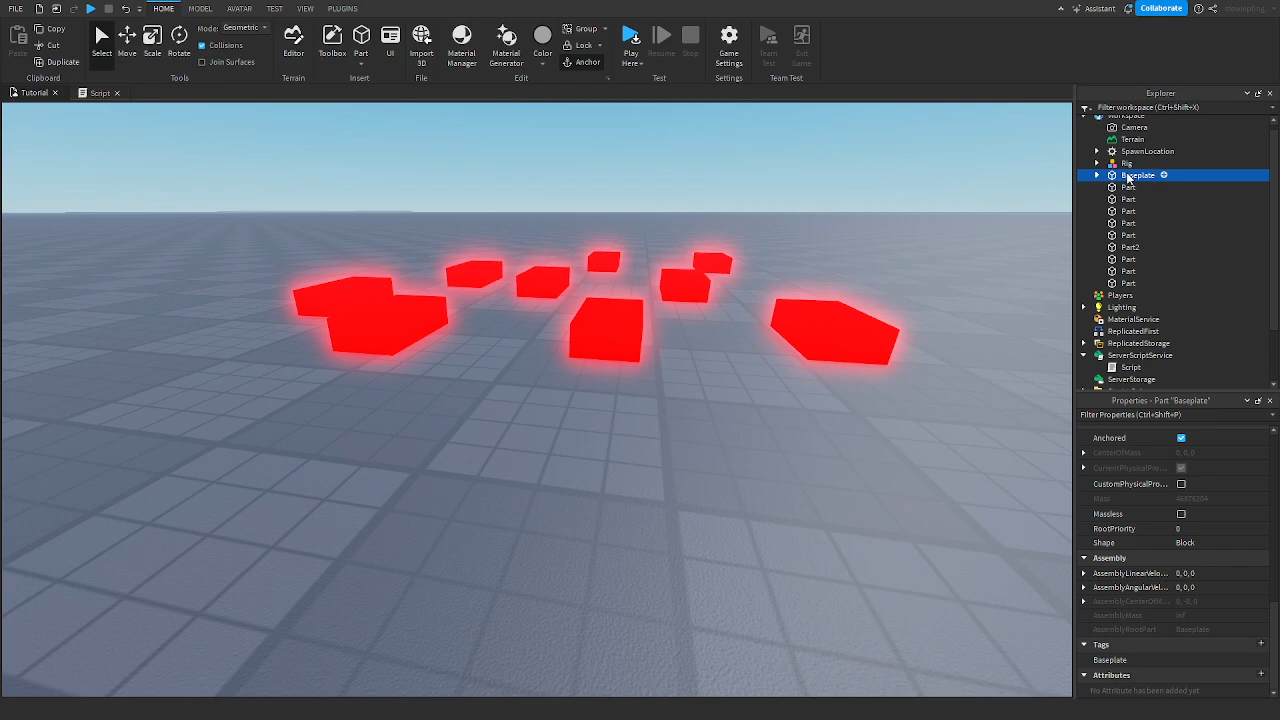 FILE HOME MODEL AVATAR TEST VIEW PLUGINS Assistant Collaborate
Copy Mode: Geometric Group
Paste Cut Select Move Scale Rotate Collisions Editor Toolbox Part UI Import 3D Material Manager Material Generator Color Lock Play Here Resume Stop Game Settings Team Test Exit Game
Duplicate Join Surfaces Anchor
Clipboard Tools Terrain Insert File Edit Test Settings Team Test
Tutorial Script
Explorer
Filter workspace (Ctrl+Shift+X)
Workspace
Camera
Terrain
SpawnLocation
Rig
Baseplate
Part
Part
Part
Part
Part
Part2
Part
Part
Part
Players
Lighting
MaterialService
ReplicatedFirst
ReplicatedStorage
ServerScriptService
Script
ServerStorage
Properties - Part "Baseplate"
Filter Properties (Ctrl+Shift+P)
Anchored
CenterOfMass 0, 0, 0
CurrentPhysicalPro...
CustomPhysicalPro...
Mass 46976204
Massless
RootPriority 0
Shape Block
Assembly
AssemblyLinearVelo... 0, 0, 0
AssemblyAngularVel... 0, 0, 0
AssemblyCenterOfM... 0, -8, 0
AssemblyMass inf
AssemblyRootPart Baseplate
Tags
Baseplate
Attributes
No Attribute has been added yet